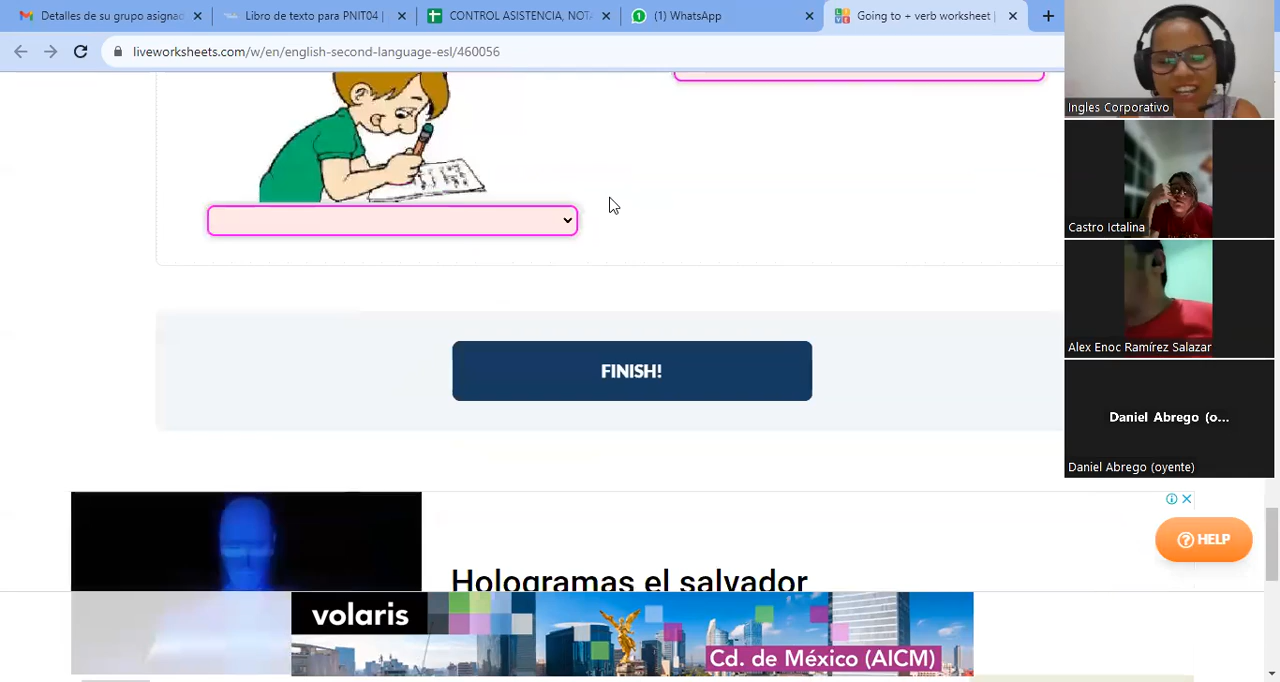 Detalles de su grupo asignad
Libro de texto para PNIT04 |
CONTROL ASISTENCIA, NOTA
(1) WhatsApp
Going to + verb worksheet |
liveworksheets.com/w/en/english-second-language-esl/460056
Ingles Corporativo
Castro Ictalina
Alex Enoc Ramírez Salazar
Daniel Abrego (o...
Daniel Abrego (oyente)
FINISH!
HELP
Hologramas el salvador
volaris
Cd. de México (AICM)